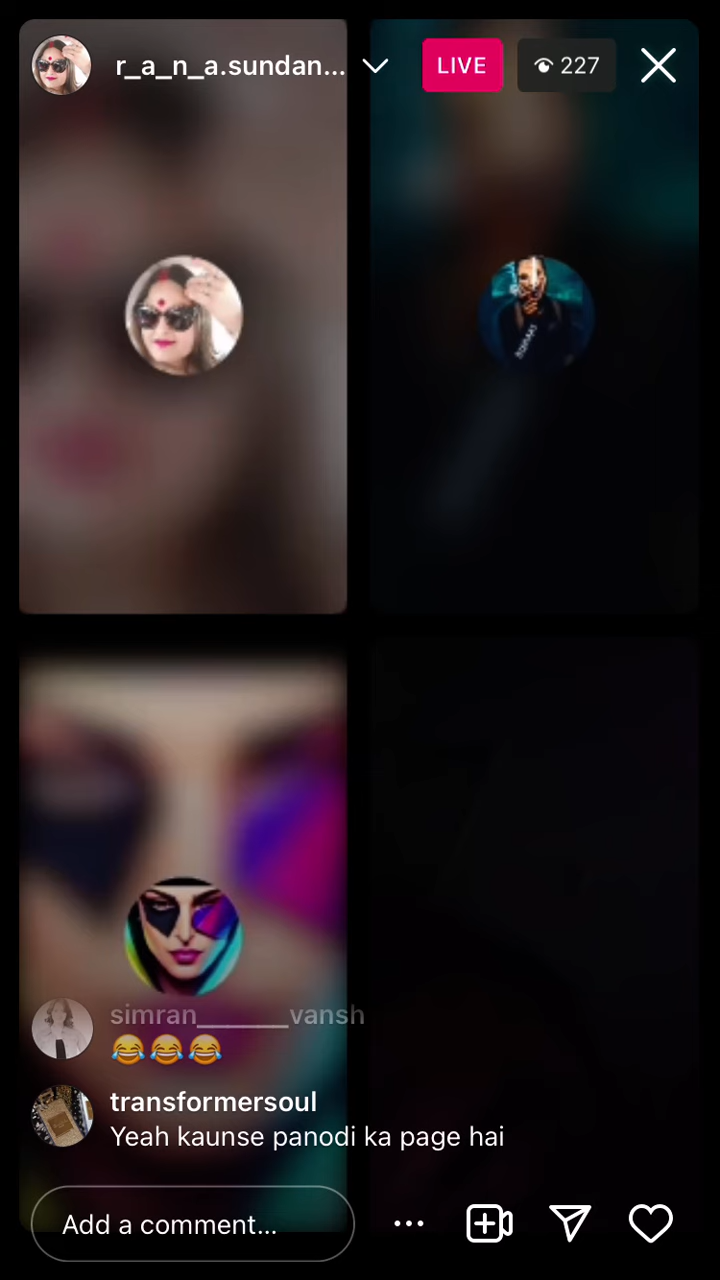 r_a_n_a.sundan...
LIVE
227
simran______vansh
😂😂😂
transformersoul
Yeah kaunse panodi ka page hai
Add a comment...